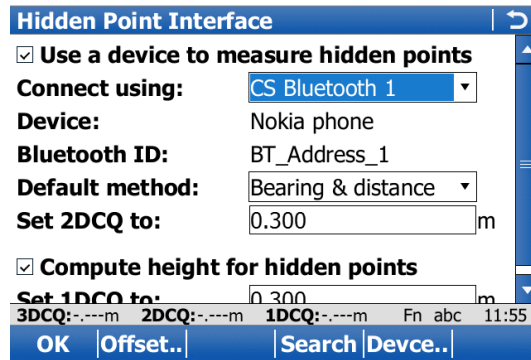 Hidden Point Interface
Use a device to measure hidden points
Connect using: CS Bluetooth 1
Device: Nokia phone
Bluetooth ID: BT_Address_1
Default method: Bearing & distance
Set 2DCQ to: 0.300 m
Compute height for hidden points
Set 1DCQ to: 0.300 m
3DCQ:-.---m 2DCQ:-.---m 1DCQ:-.---m Fn abc 11:55
OK Offset.. Search Devce..